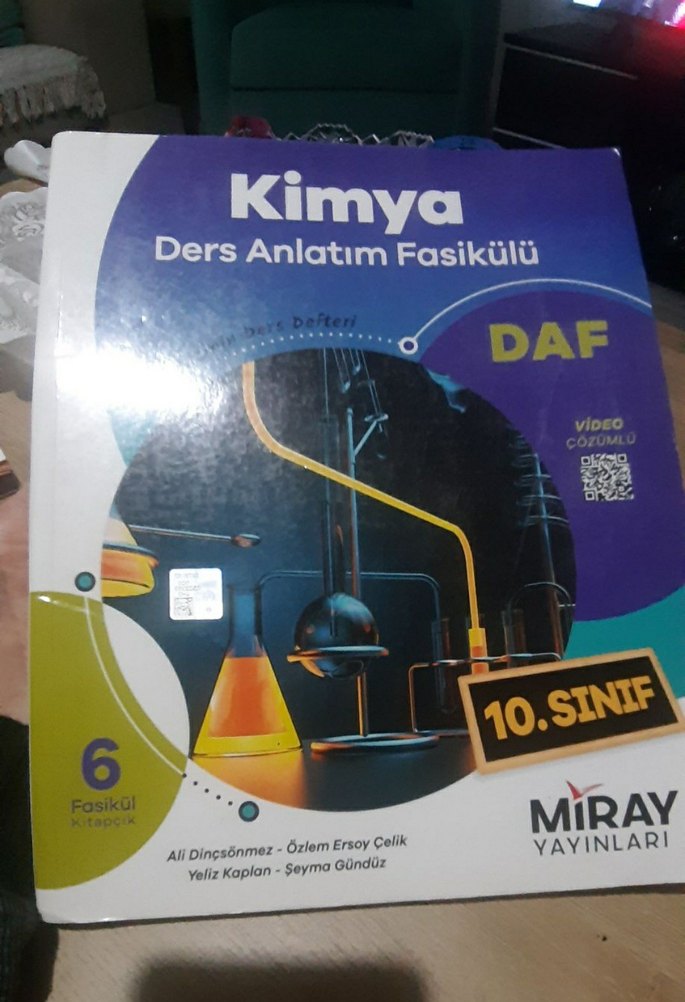 Kimya
Ders Anlatım Fasikülü
Ders Defteri
DAF
VİDEO
ÇÖZÜMLÜ
10. SINIF
6
Fasikül
Kitapçık
MİRAY
YAYINLARI
Ali Dinçsönmez - Özlem Ersoy Çelik
Yeliz Kaplan - Şeyma Gündüz